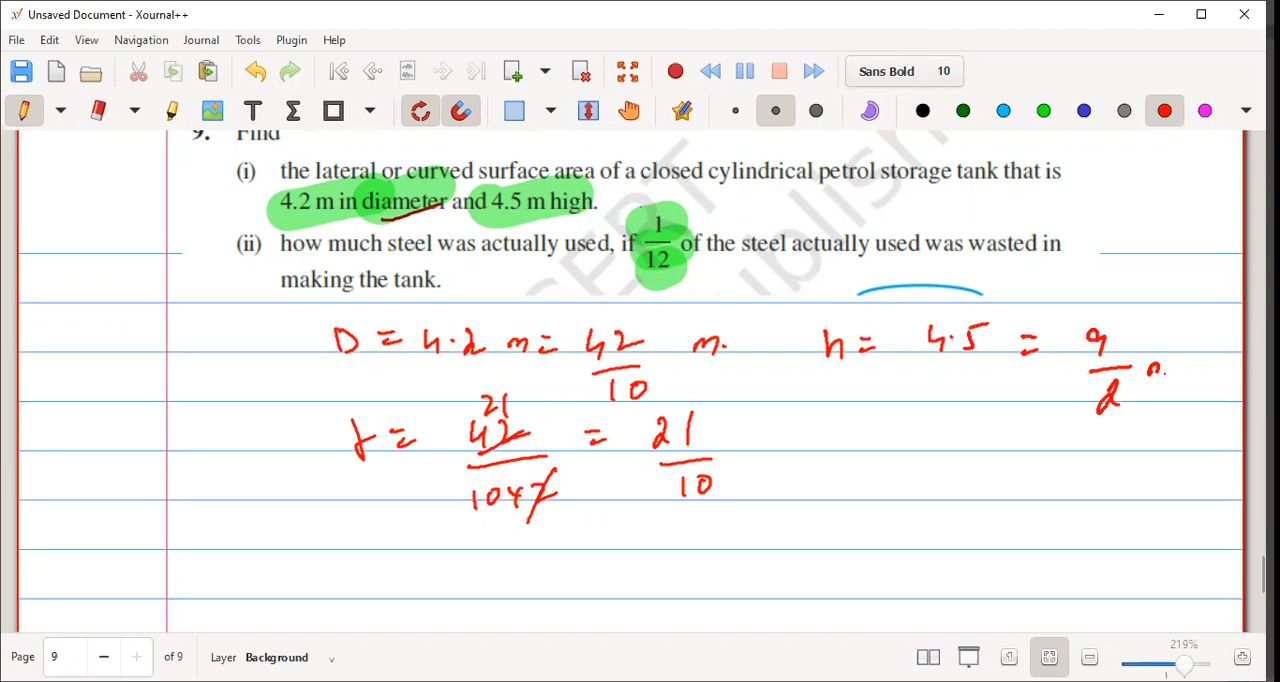 Unsaved Document - Xournal++
File Edit View Navigation Journal Tools Plugin Help
Sans Bold 10
9. Find
(i) the lateral or curved surface area of a closed cylindrical petrol storage tank that is
4.2 m in diameter and 4.5 m high.
(ii) how much steel was actually used, if 1/12 of the steel actually used was wasted in
making the tank.
D = 4.2 m = 42/10 m. h = 4.5 = 9/2 m.
21
r = 42/10×2 = 21/10
Page 9 of 9 Layer Background 219%